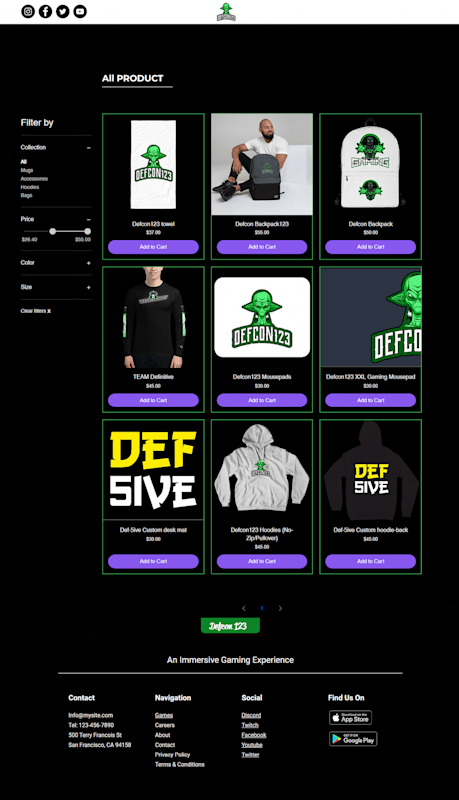 DEFCON123
All PRODUCT
Filter by
Collection
All
Mugs
Accessories
Hoodies
Bags
Price
$26.40 $55.00
Color
Size
Clear filters X
DEFCON123
Defcon123 towel
$37.00
Add to Cart
Defcon Backpack123
$55.00
Add to Cart
GAMING
Defcon Backpack
$50.00
Add to Cart
TEAM Definitive
$45.00
Add to Cart
DEFCON123
Defcon123 Mousepads
$30.00
Add to Cart
DEFCON123
Defcon123 XXL Gaming Mousepad
$30.00
Add to Cart
DEF
5IVE
Def-5ive Custom desk mat
$30.00
Add to Cart
Defcon123 Hoodies (No-
Zip/Pullover)
$45.00
Add to Cart
DEF
5IVE
Def-5ive Custom hoodie-back
$45.00
Add to Cart
1
Defcon 123
An Immersive Gaming Experience
Contact
Info@mysite.com
Tel: 123-456-7890
500 Terry Francois St
San Francisco, CA 94158
Navigation
Games
Careers
About
Contact
Privacy Policy
Terms & Conditions
Social
Discord
Twitch
Facebook
Youtube
Twitter
Find Us On
Download on the
App Store
GET IT ON
Google Play